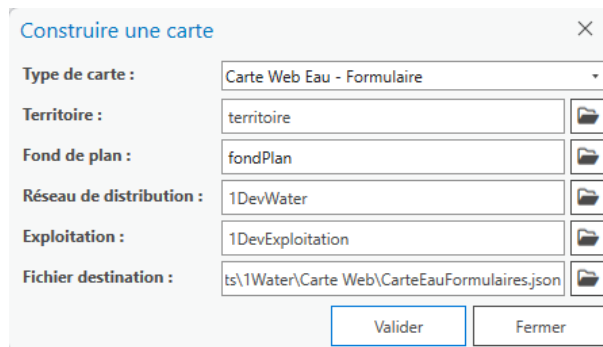 Construire une carte
Type de carte : Carte Web Eau - Formulaire
Territoire : territoire
Fond de plan : fondPlan
Réseau de distribution : 1DevWater
Exploitation : 1DevExploitation
Fichier destination : ts\1Water\Carte Web\CarteEauFormulaires.json
Valider Fermer